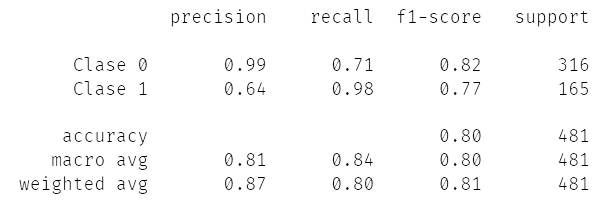 precision recall f1-score support
Clase 0 0.99 0.71 0.82 316
Clase 1 0.64 0.98 0.77 165
accuracy 0.80 481
macro avg 0.81 0.84 0.80 481
weighted avg 0.87 0.80 0.81 481